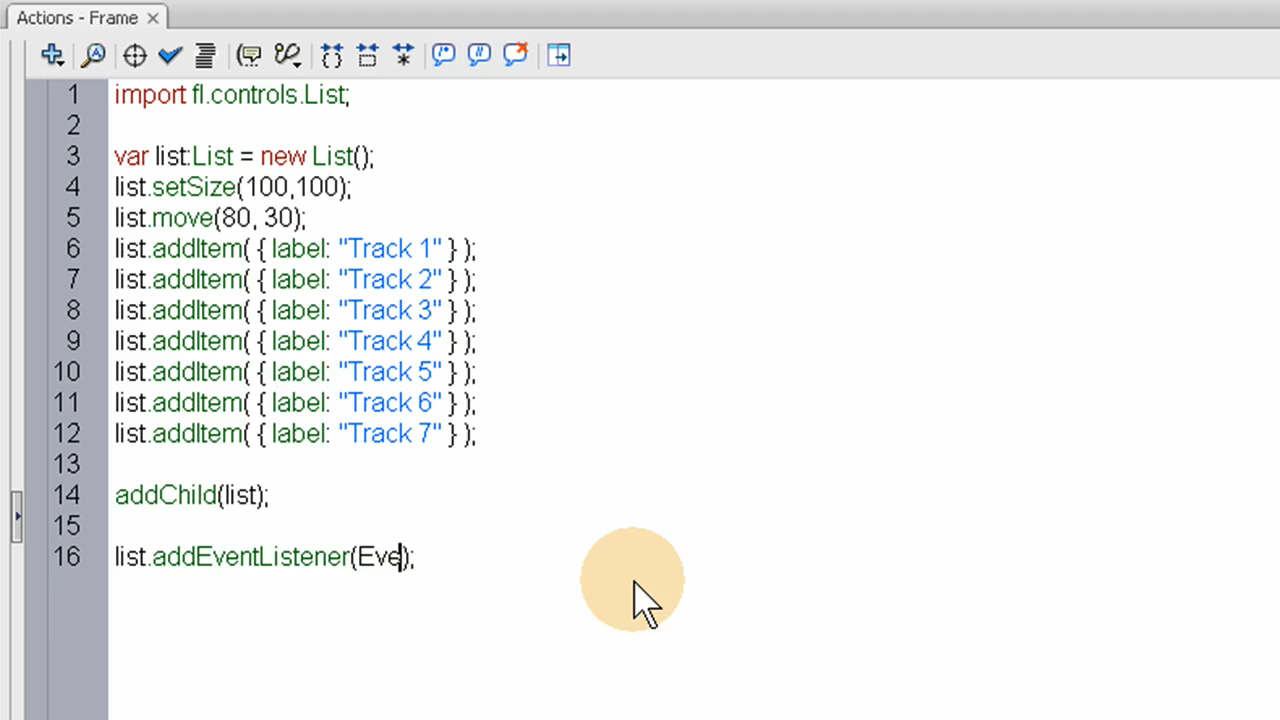 Actions - Frame
1 import fl.controls.List;
2
3 var list:List = new List();
4 list.setSize(100,100);
5 list.move(80, 30);
6 list.addItem( { label: "Track 1" } );
7 list.addItem( { label: "Track 2" } );
8 list.addItem( { label: "Track 3" } );
9 list.addItem( { label: "Track 4" } );
10 list.addItem( { label: "Track 5" } );
11 list.addItem( { label: "Track 6" } );
12 list.addItem( { label: "Track 7" } );
13
14 addChild(list);
15
16 list.addEventListener(Eve);